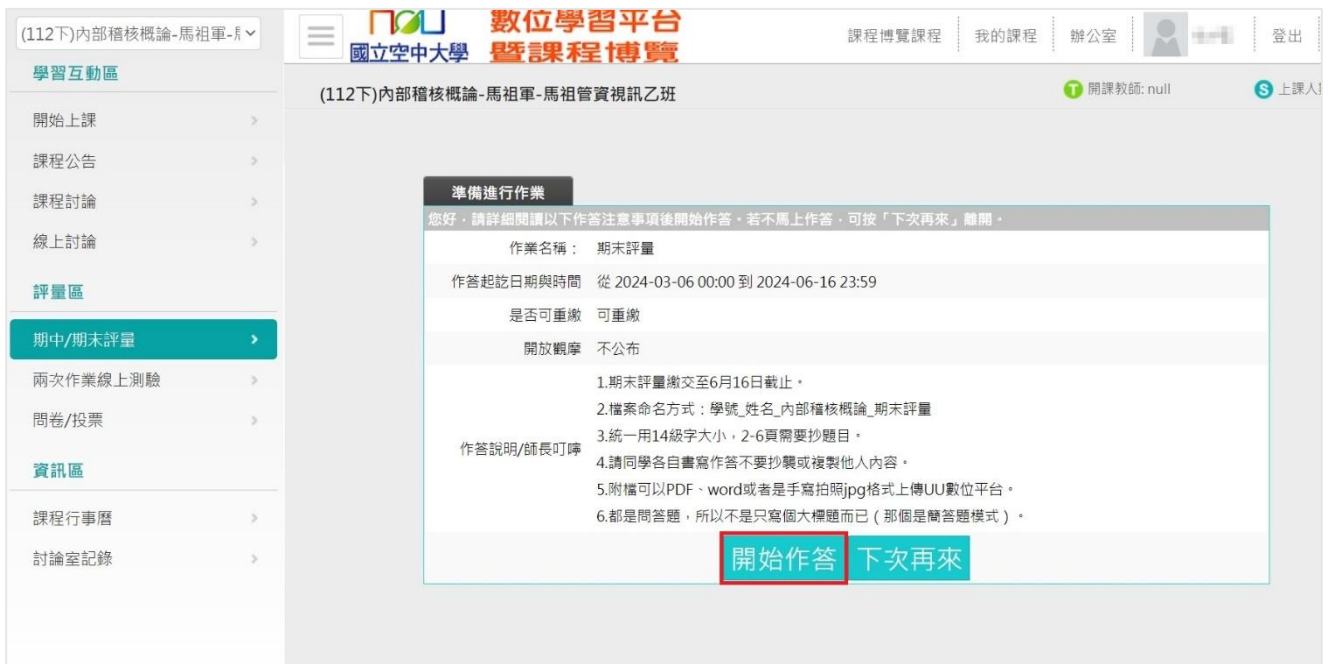 (112下)內部稽核概論-馬祖軍-
學習互動區
開始上課
課程公告
課程討論
線上討論
評量區
期中/期末評量
兩次作業線上測驗
問卷/投票
資訊區
課程行事曆
討論室記錄
nou
國立空中大學
數位學習平台
暨課程博覽
課程博覽課程
我的課程
辦公室
登出
(112下)內部稽核概論-馬祖軍-馬祖管資視訊乙班
T 開課教師: null
S 上課人
準備進行作業
您好，請詳細閱讀以下作答注意事項後開始作答。若不馬上作答，可按「下次再來」離開。
作業名稱： 期末評量
作答起訖日期與時間 從 2024-03-06 00:00 到 2024-06-16 23:59
是否可重繳 可重繳
開放觀摩 不公布
作答說明/師長叮嚀
1.期末評量繳交至6月16日截止。
2.檔案命名方式：學號_姓名_內部稽核概論_期末評量
3.統一用14級字大小，2-6頁需要抄題目。
4.請同學各自書寫作答不要抄襲或複製他人內容。
5.附檔可以PDF、word或者是手寫拍照jpg格式上傳UU數位平台。
6.都是問答題，所以不是只寫個大標題而已（那個是簡答題模式）。
開始作答
下次再來